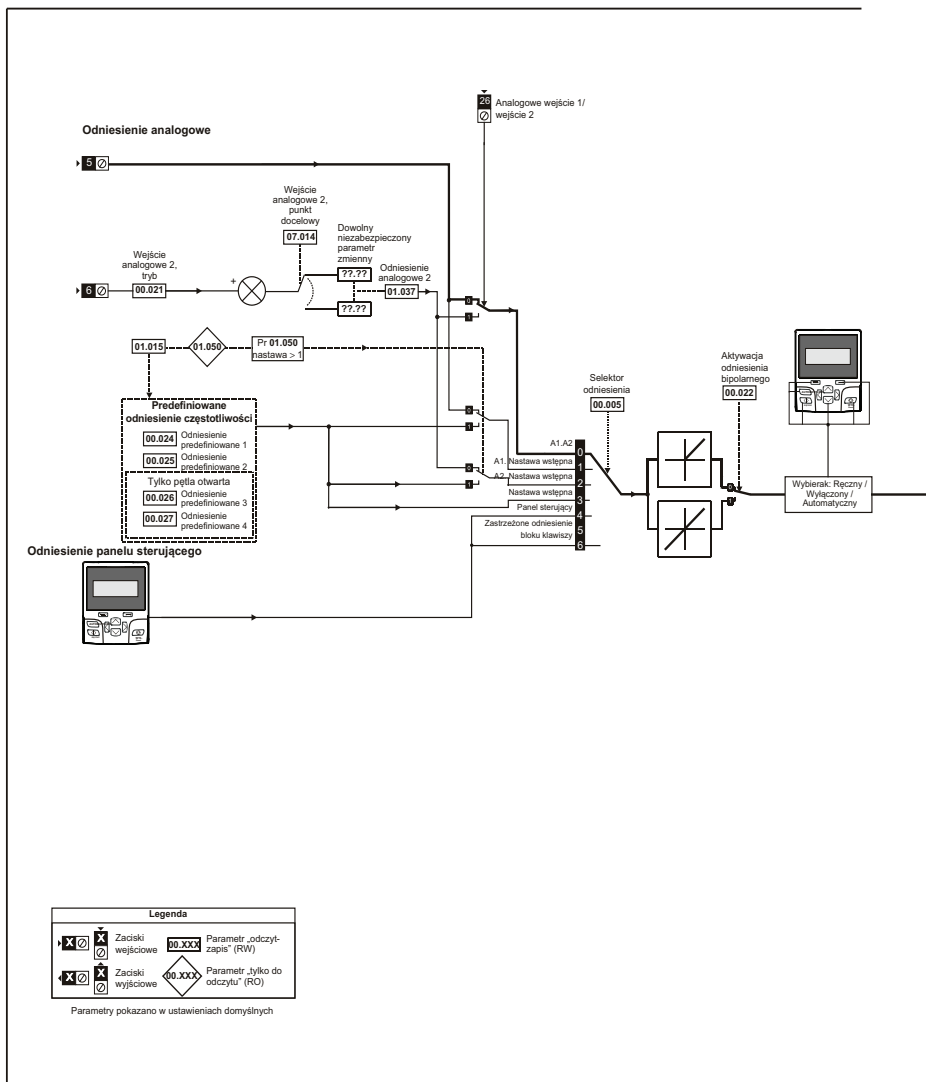 26
Analogowe wejście 1/
wejście 2
Odniesienie analogowe
5
Wejście
analogowe 2,
punkt
docelowy
07.014
Dowolny
niezabezpieczony
parametr
zmienny
??.??
??.??
Wejście
analogowe 2,
tryb
6
00.021
+
Odniesienie
analogowe 2
01.037
0
1
01.015
01.050
Pr 01.050
nastawa > 1
Predefiniowane
odniesienie częstotliwości
00.024
Odniesienie
predefiniowane 1
00.025
Odniesienie
predefiniowane 2
Tylko pętla otwarta
00.026
Odniesienie
predefiniowane 3
00.027
Odniesienie
predefiniowane 4
0
1
0
1
A1.A2
A1. Nastawa wstępna
A2. Nastawa wstępna
Nastawa wstępna
Panel sterujący
Zastrzeżone odniesienie
bloku klawiszy
0
1
2
3
4
5
6
Selektor
odniesienia
00.005
Aktywacja
odniesienia
bipolarnego
00.022
0
1
Wybierak: Ręczny /
Wyłączony /
Automatyczny
Odniesienie panelu sterującego
Legenda
X
X
Zaciski
wejściowe
00.XXX
Parametr „odczyt-
zapis" (RW)
X
X
Zaciski
wyjściowe
00.XXX
Parametr „tylko do
odczytu" (RO)
Parametry pokazano w ustawieniach domyślnych